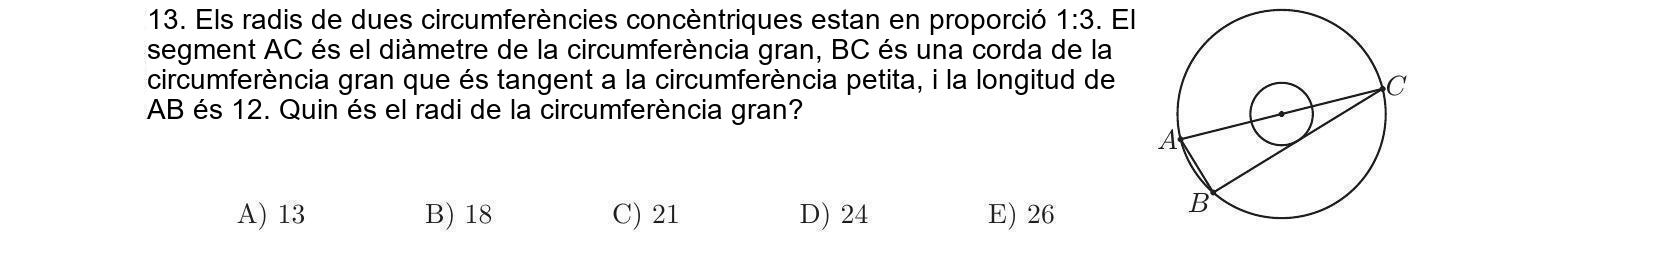 13. Els radis de dues circumferències concèntriques estan en proporció 1:3. El
segment AC és el diàmetre de la circumferència gran, BC és una corda de la
circumferència gran que és tangent a la circumferència petita, i la longitud de
AB és 12. Quin és el radi de la circumferència gran?
A) 13 B) 18 C) 21 D) 24 E) 26
C
A
B